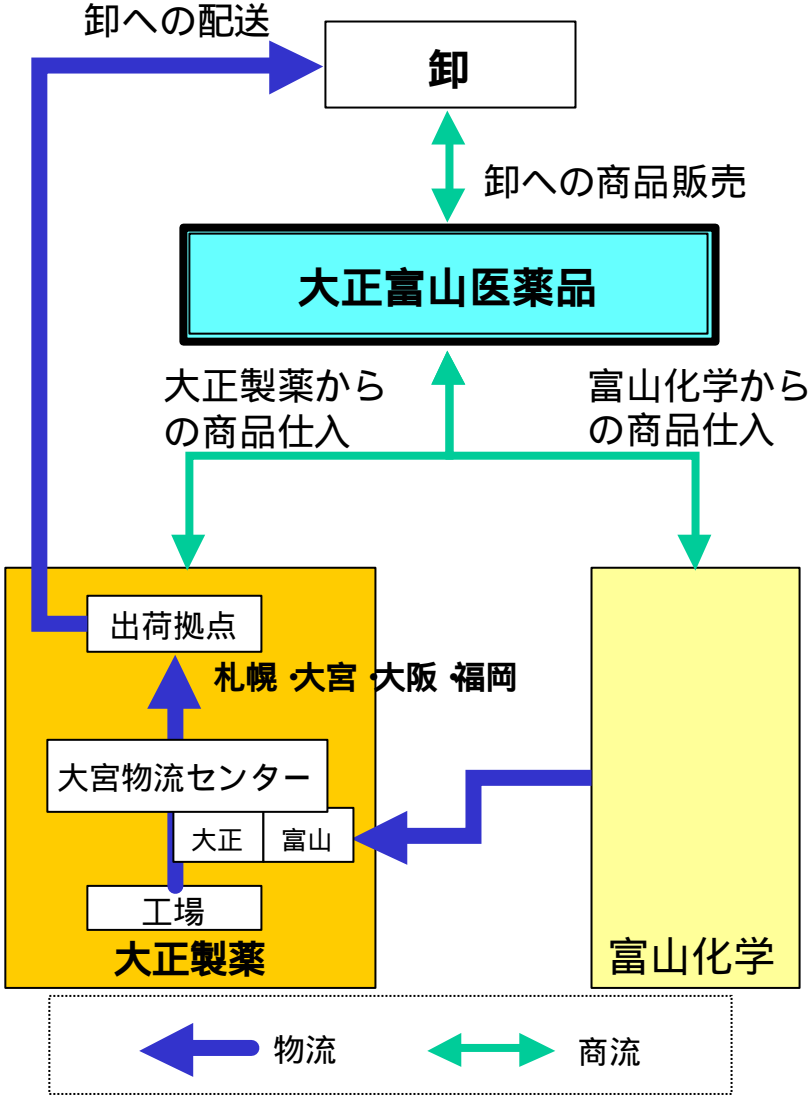 卸への配送
卸
卸への商品販売
大正富山医薬品
大正製薬から
の商品仕入
富山化学から
の商品仕入
出荷拠点
札幌・大宮・大阪・福岡
大宮物流センター
大正
富山
工場
大正製薬
富山化学
物流
商流